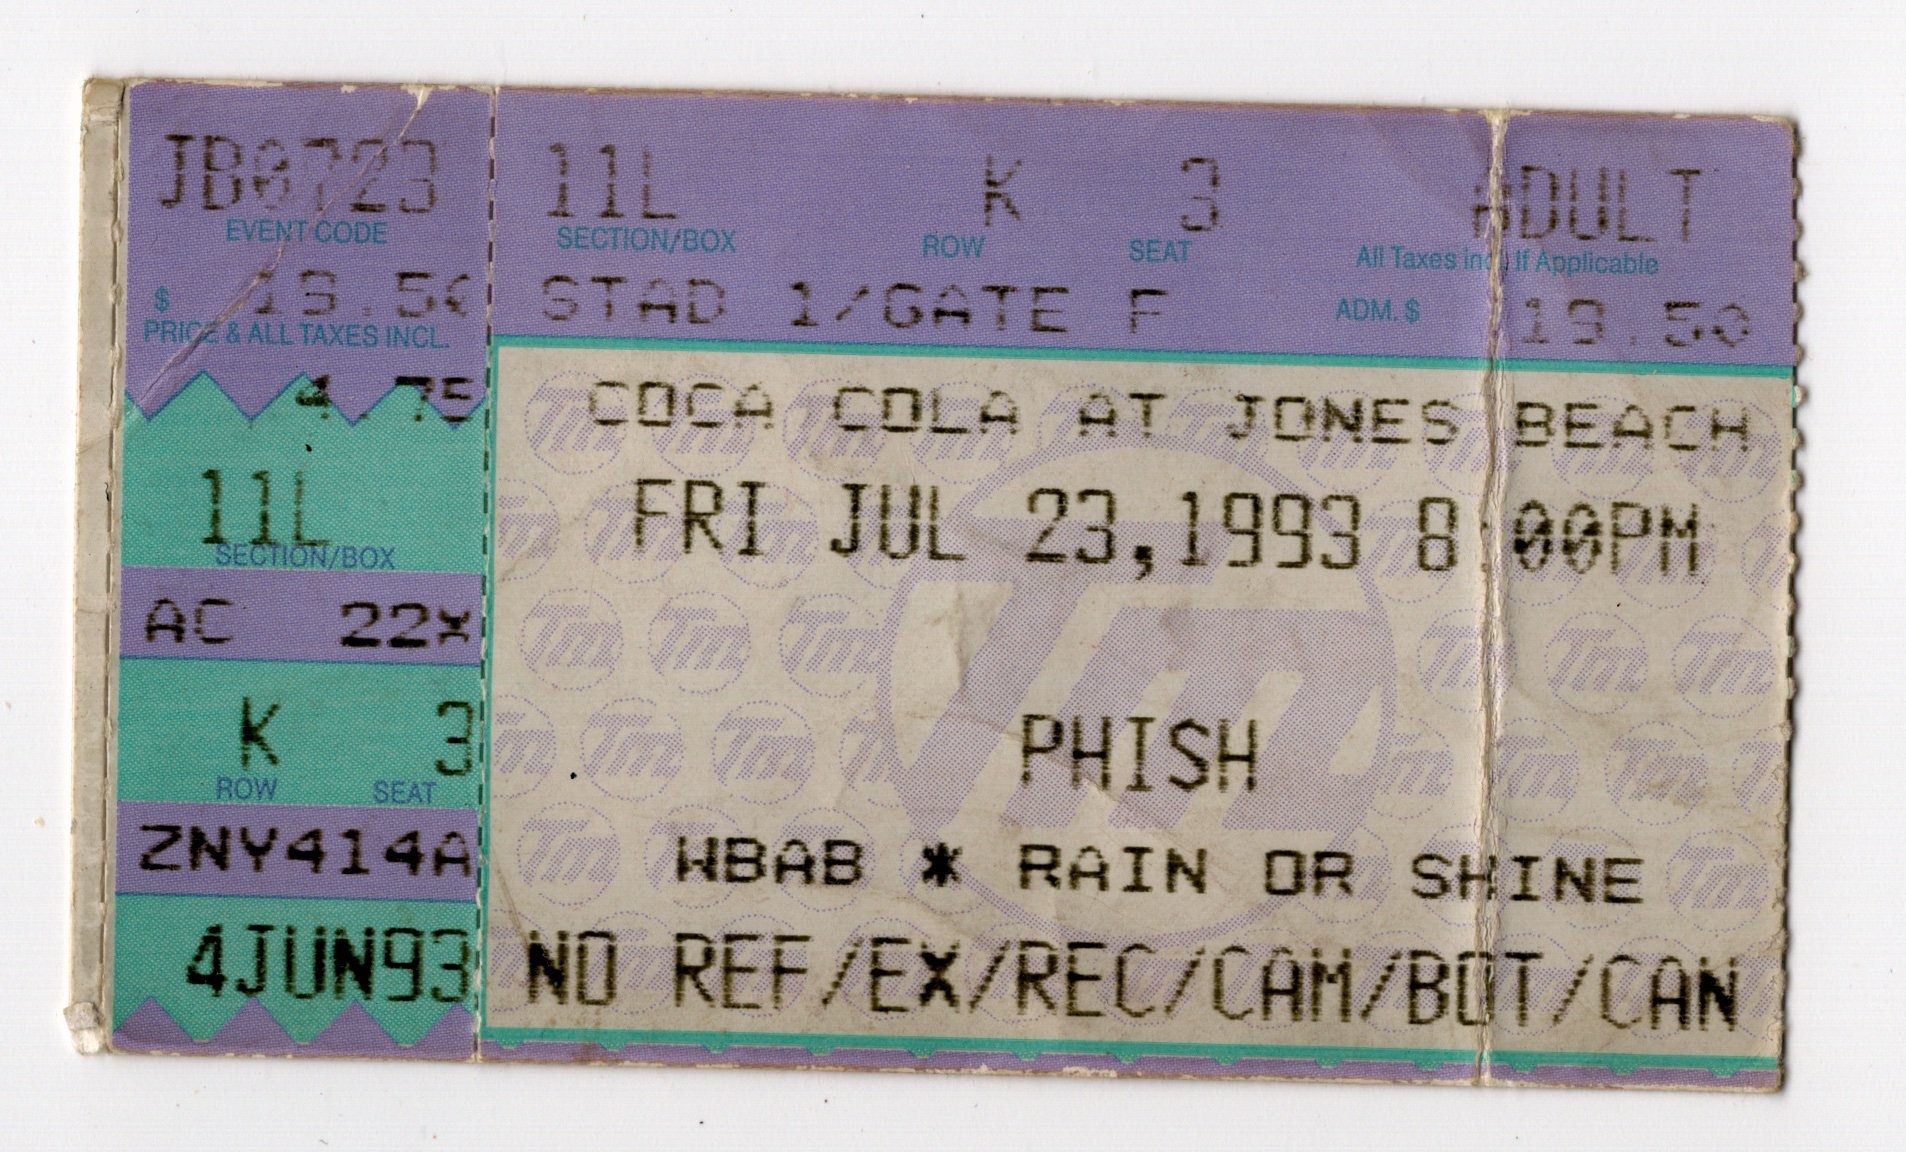 JB0723
EVENT CODE
$ 19.50
PRICE & ALL TAXES INCL.
4.75
11L
SECTION/BOX
AC 22*
K 3
ROW SEAT
ZNY414A
4JUN93
11L K 3 ADULT
SECTION/BOX ROW SEAT All Taxes Incl. If Applicable
STAD 1/GATE F ADM. $ 19.50
COCA COLA AT JONES BEACH
FRI JUL 23,1993 8:00PM
PHISH
WBAB * RAIN OR SHINE
NO REF/EX/REC/CAM/BOT/CAN
Tm